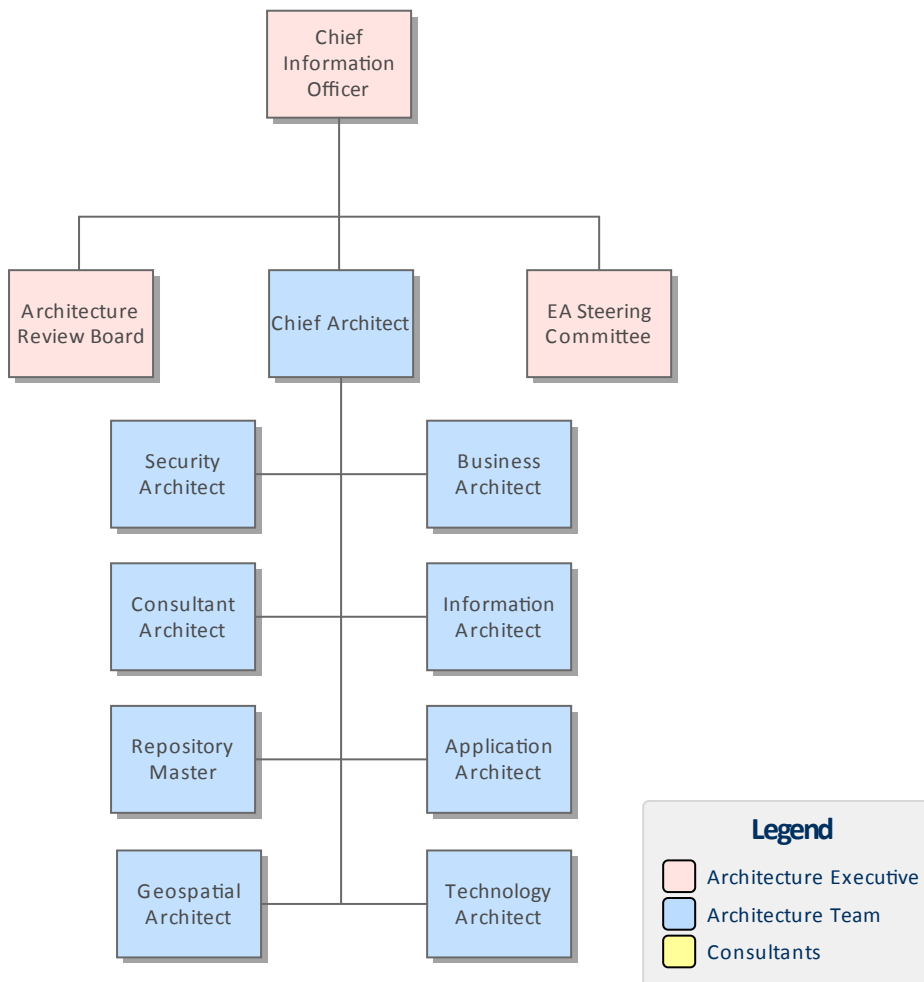 Chief
Information
Officer
Architecture
Review Board
Chief Architect
EA Steering
Committee
Security
Architect
Business
Architect
Consultant
Architect
Information
Architect
Repository
Master
Application
Architect
Geospatial
Architect
Technology
Architect
Legend
Architecture Executive
Architecture Team
Consultants